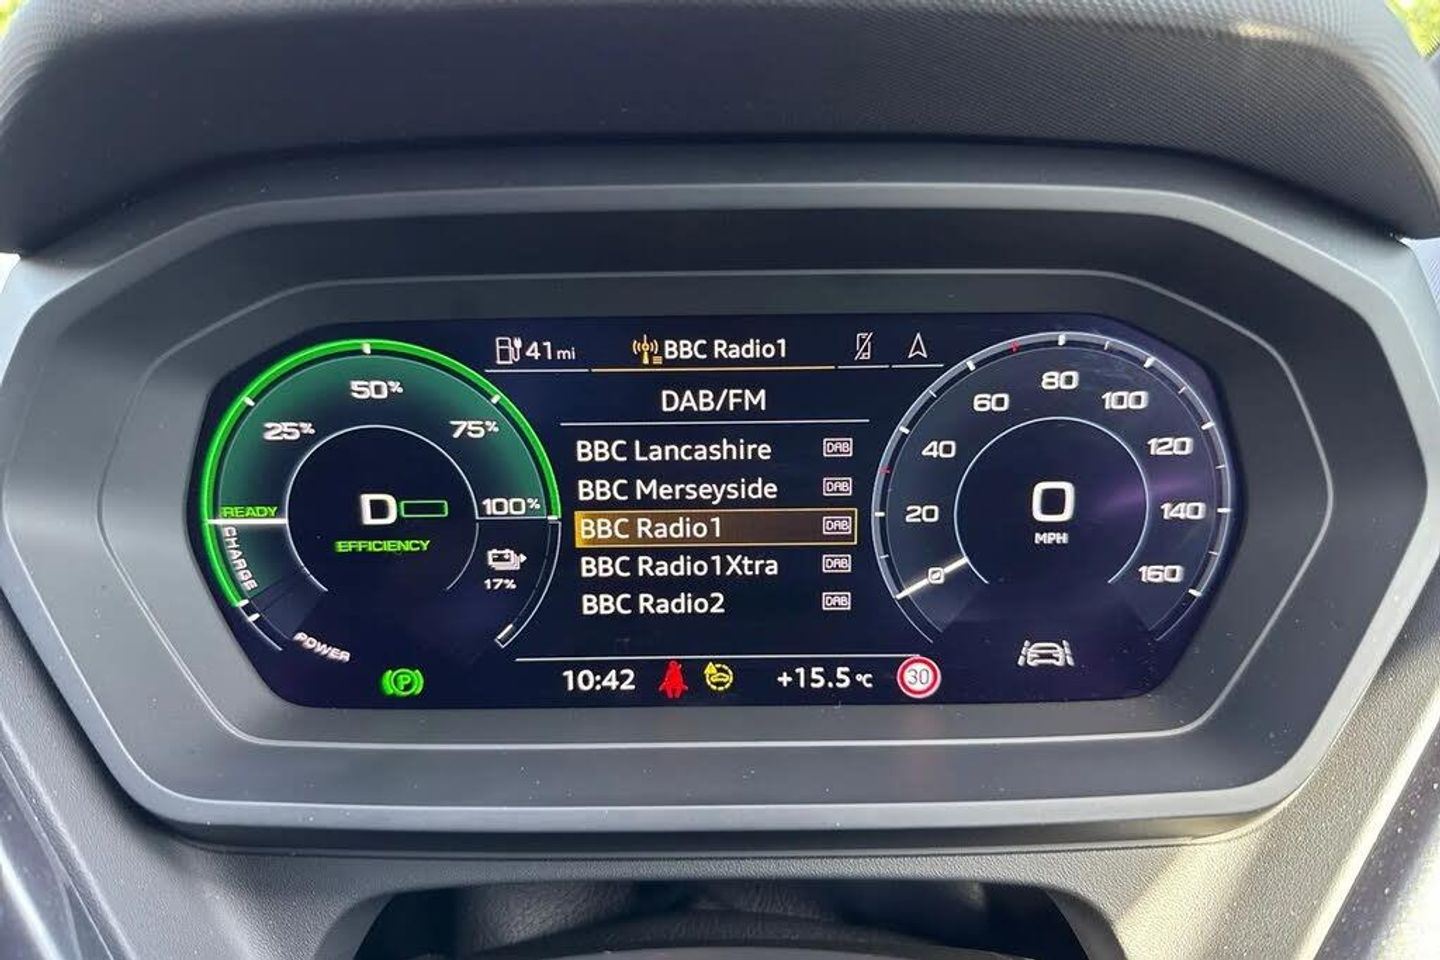 41 mi
BBC Radio1
DAB/FM
BBC Lancashire DAB
BBC Merseyside DAB
BBC Radio1 DAB
BBC Radio1Xtra DAB
BBC Radio2 DAB
10:42
+15.5 °C
30
25%
50%
75%
100%
READY
CHARGE
POWER
D
EFFICIENCY
17%
P
20
40
60
80
100
120
140
160
0
MPH